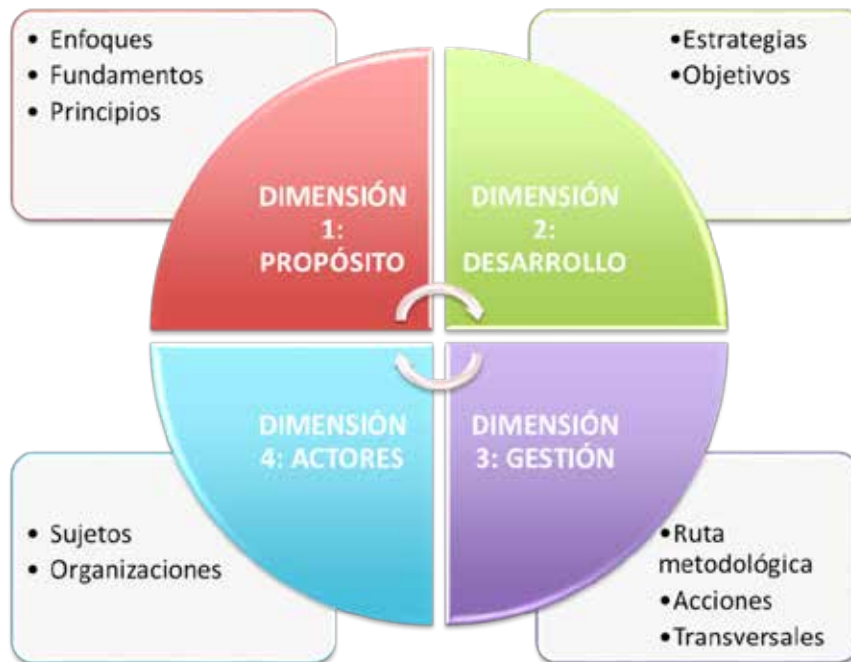 • Enfoques
• Fundamentos
• Principios
•Estrategias
•Objetivos
DIMENSIÓN
1:
PROPÓSITO
DIMENSIÓN
2:
DESARROLLO
DIMENSIÓN
4: ACTORES
DIMENSIÓN
3: GESTIÓN
• Sujetos
• Organizaciones
•Ruta
metodológica
•Acciones
•Transversales